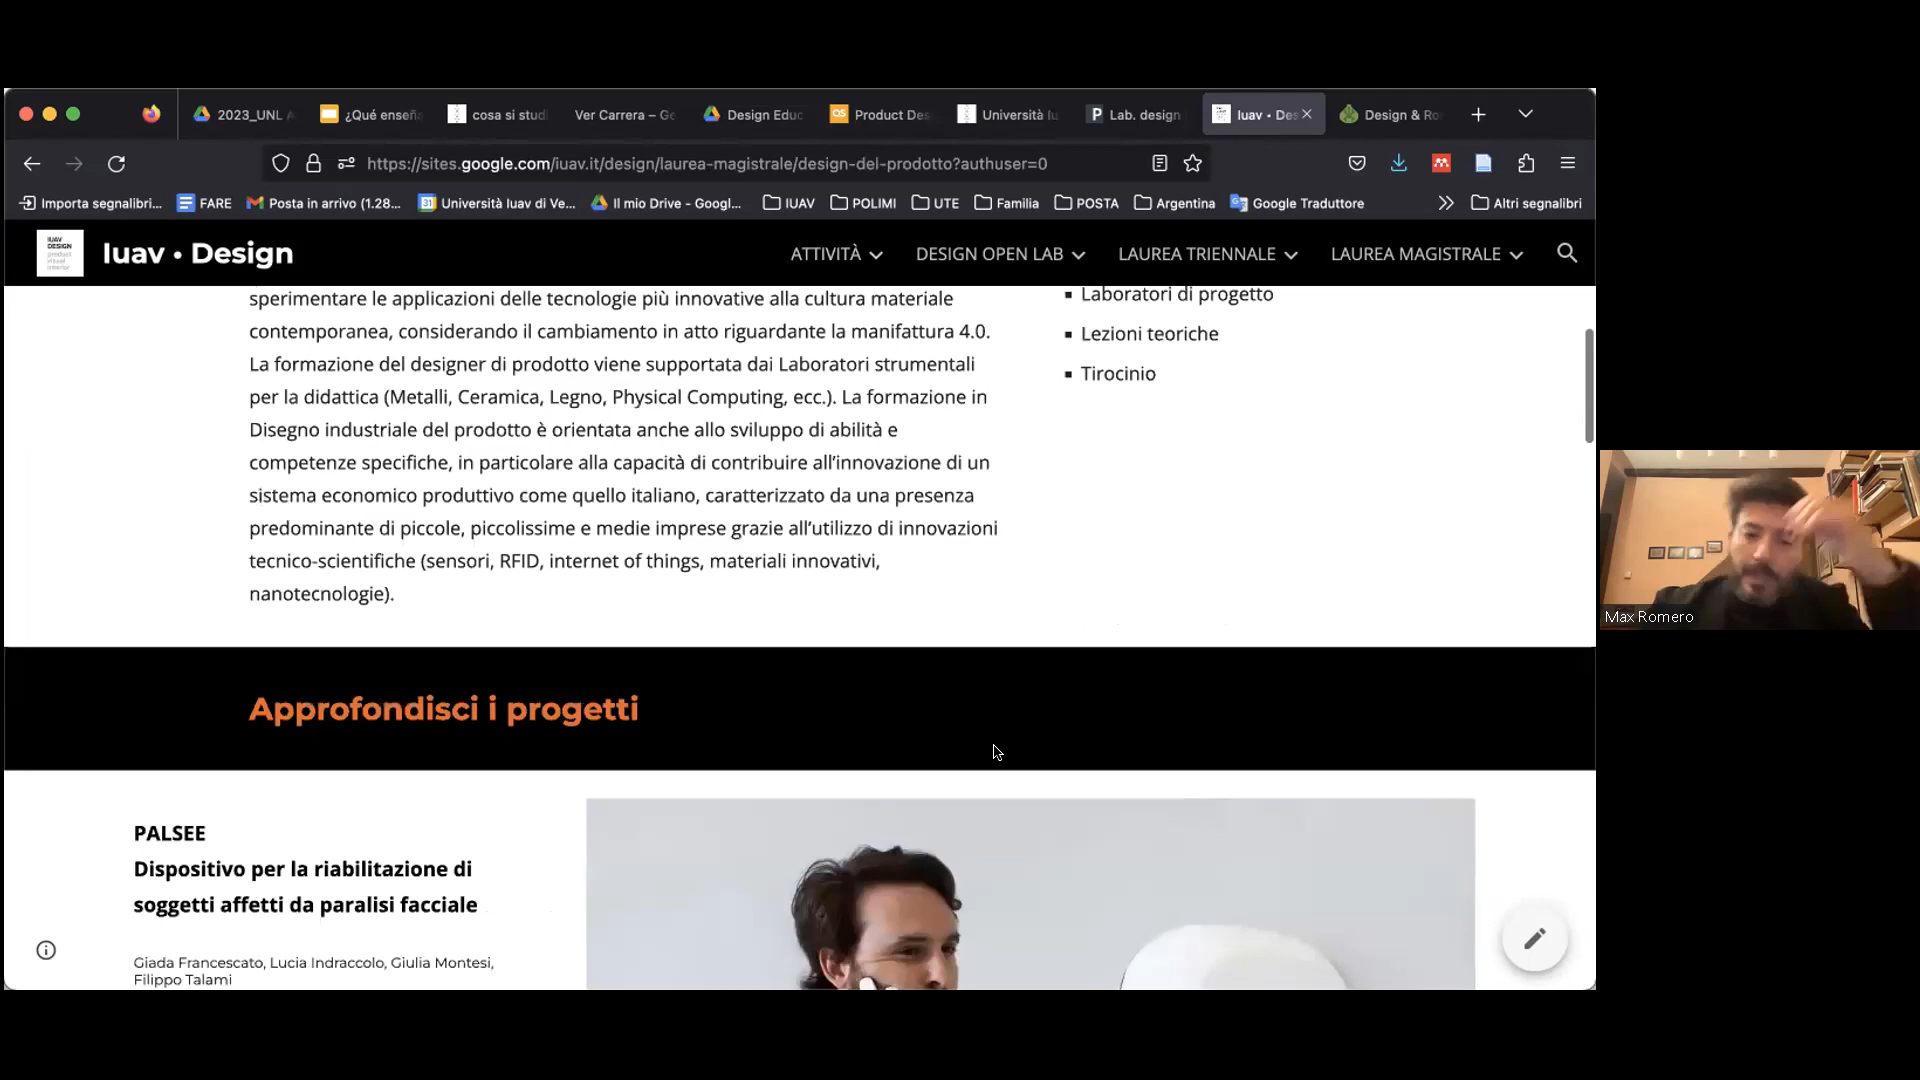 2023_UNL A
¿Qué enseñ
cosa si stud
Ver Carrera – Go
Design Educ
Product Des
Università Iu
Lab. design
Iuav • Des
Design & Ro
https://sites.google.com/iuav.it/design/laurea-magistrale/design-del-prodotto?authuser=0
Importa segnalibri...
FARE
Posta in arrivo (1.28...
Università Iuav di Ve...
Il mio Drive - Googl...
IUAV
POLIMI
UTE
Familia
POSTA
Argentina
Google Traduttore
Altri segnalibri
IUAV
DESIGN
product
visual
interior
Iuav • Design
ATTIVITÀ
DESIGN OPEN LAB
LAUREA TRIENNALE
LAUREA MAGISTRALE
sperimentare le applicazioni delle tecnologie più innovative alla cultura materiale
contemporanea, considerando il cambiamento in atto riguardante la manifattura 4.0.
La formazione del designer di prodotto viene supportata dai Laboratori strumentali
per la didattica (Metalli, Ceramica, Legno, Physical Computing, ecc.). La formazione in
Disegno industriale del prodotto è orientata anche allo sviluppo di abilità e
competenze specifiche, in particolare alla capacità di contribuire all’innovazione di un
sistema economico produttivo come quello italiano, caratterizzato da una presenza
predominante di piccole, piccolissime e medie imprese grazie all’utilizzo di innovazioni
tecnico-scientifiche (sensori, RFID, internet of things, materiali innovativi,
nanotecnologie).
Laboratori di progetto
Lezioni teoriche
Tirocinio
Max Romero
Approfondisci i progetti
PALSEE
Dispositivo per la riabilitazione di
soggetti affetti da paralisi facciale
Giada Francescato, Lucia Indraccolo, Giulia Montesi,
Filippo Talami